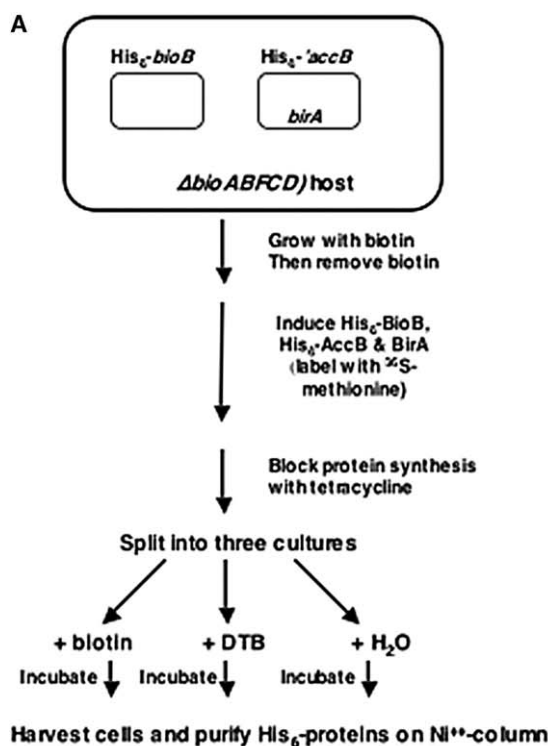 A
His₆-bioB His₆-'accB
birA
ΔbioABFCD) host
Grow with biotin
Then remove biotin
Induce His₆-BioB,
His₆-AccB & BirA
(label with ³⁵S-
methionine)
Block protein synthesis
with tetracycline
Split into three cultures
+ biotin + DTB + H₂O
Incubate Incubate Incubate
Harvest cells and purify His₆-proteins on Ni⁺⁺-column